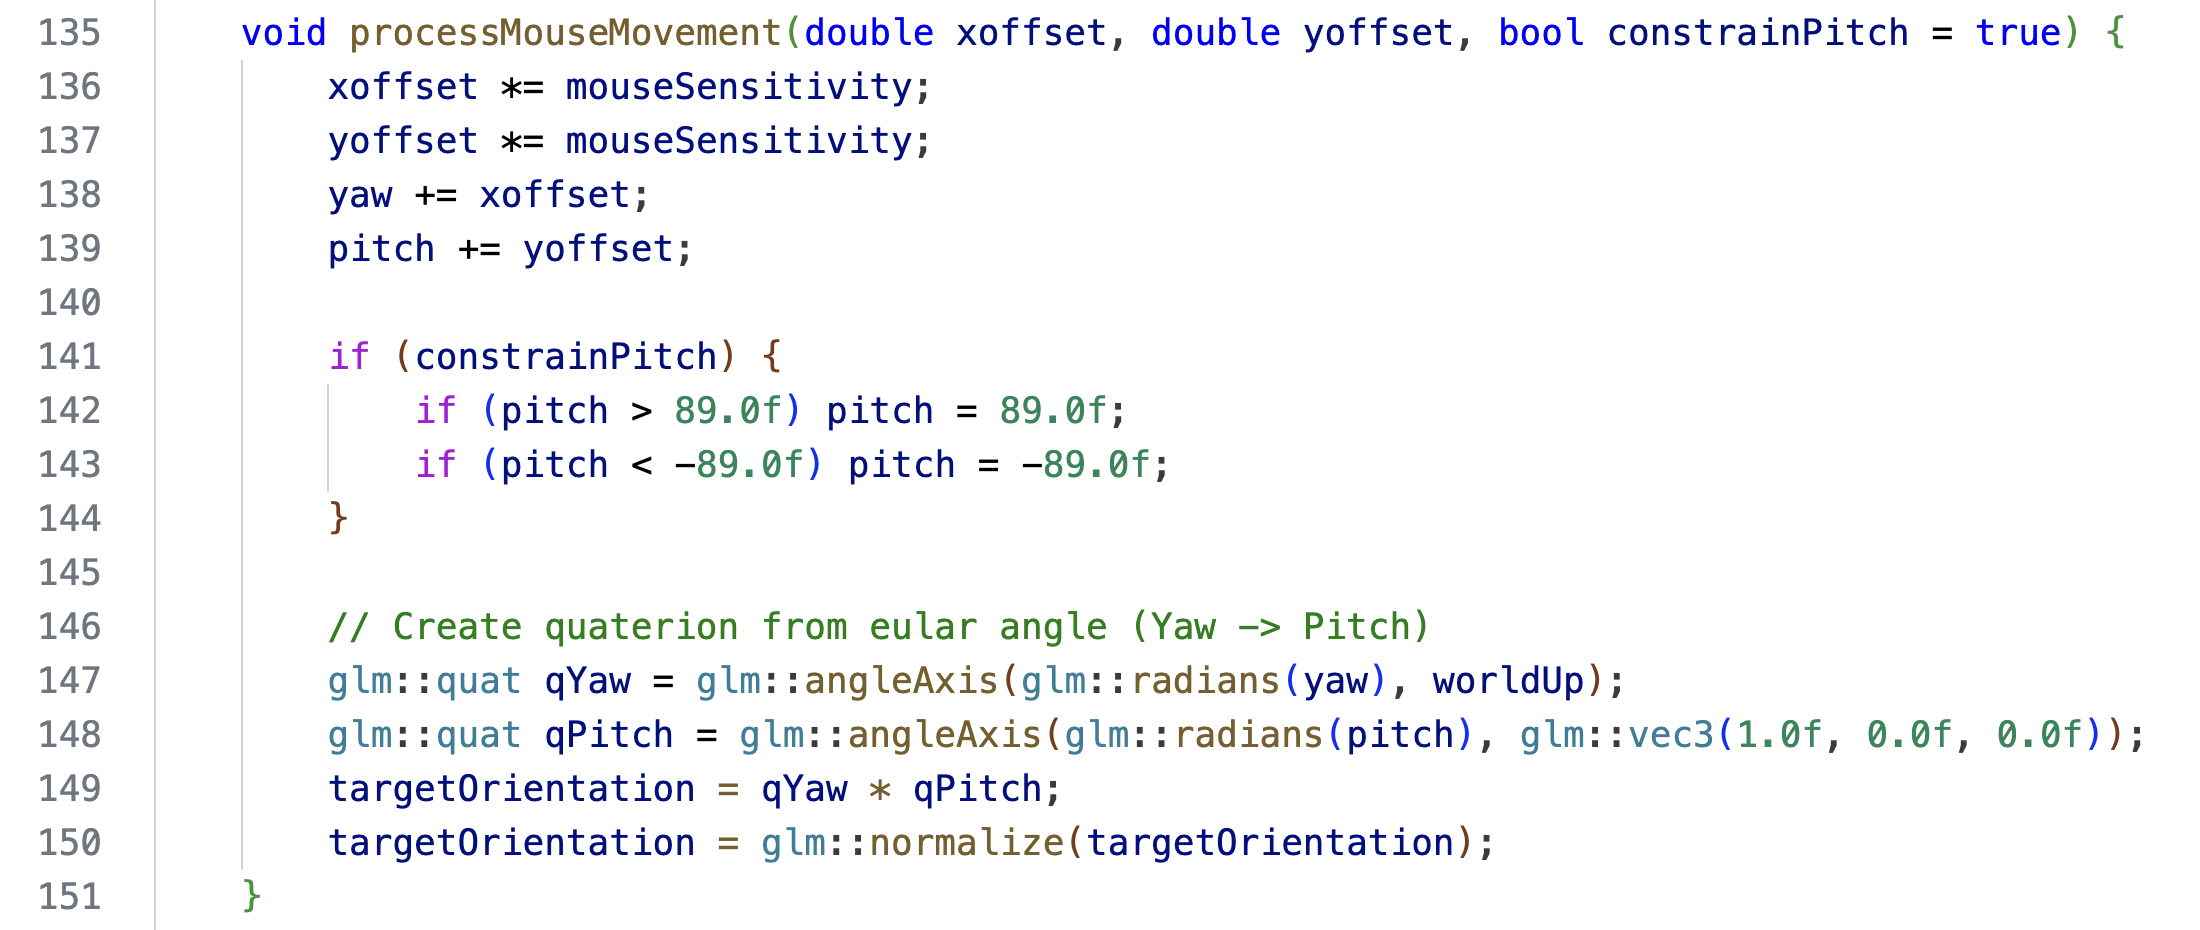 135 void processMouseMovement(double xoffset, double yoffset, bool constrainPitch = true) {
136 xoffset *= mouseSensitivity;
137 yoffset *= mouseSensitivity;
138 yaw += xoffset;
139 pitch += yoffset;
140
141 if (constrainPitch) {
142 if (pitch > 89.0f) pitch = 89.0f;
143 if (pitch < -89.0f) pitch = -89.0f;
144 }
145
146 // Create quaterion from eular angle (Yaw -> Pitch)
147 glm::quat qYaw = glm::angleAxis(glm::radians(yaw), worldUp);
148 glm::quat qPitch = glm::angleAxis(glm::radians(pitch), glm::vec3(1.0f, 0.0f, 0.0f));
149 targetOrientation = qYaw * qPitch;
150 targetOrientation = glm::normalize(targetOrientation);
151 }